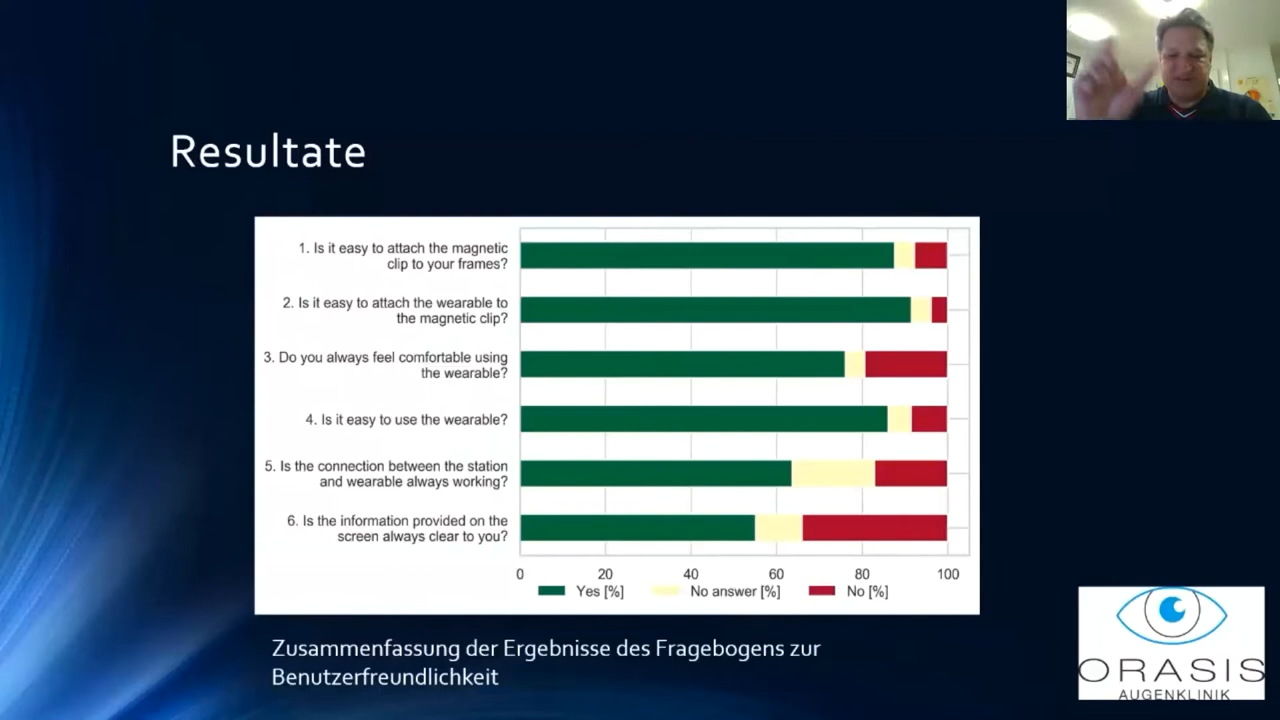 Resultate
1. Is it easy to attach the magnetic
clip to your frames?
2. Is it easy to attach the wearable to
the magnetic clip?
3. Do you always feel comfortable using
the wearable?
4. Is it easy to use the wearable?
5. Is the connection between the station
and wearable always working?
6. Is the information provided on the
screen always clear to you?
0 20 40 60 80 100
Yes [%] No answer [%] No [%]
Zusammenfassung der Ergebnisse des Fragebogens zur
Benutzerfreundlichkeit
ORASIS
AUGENKLINIK